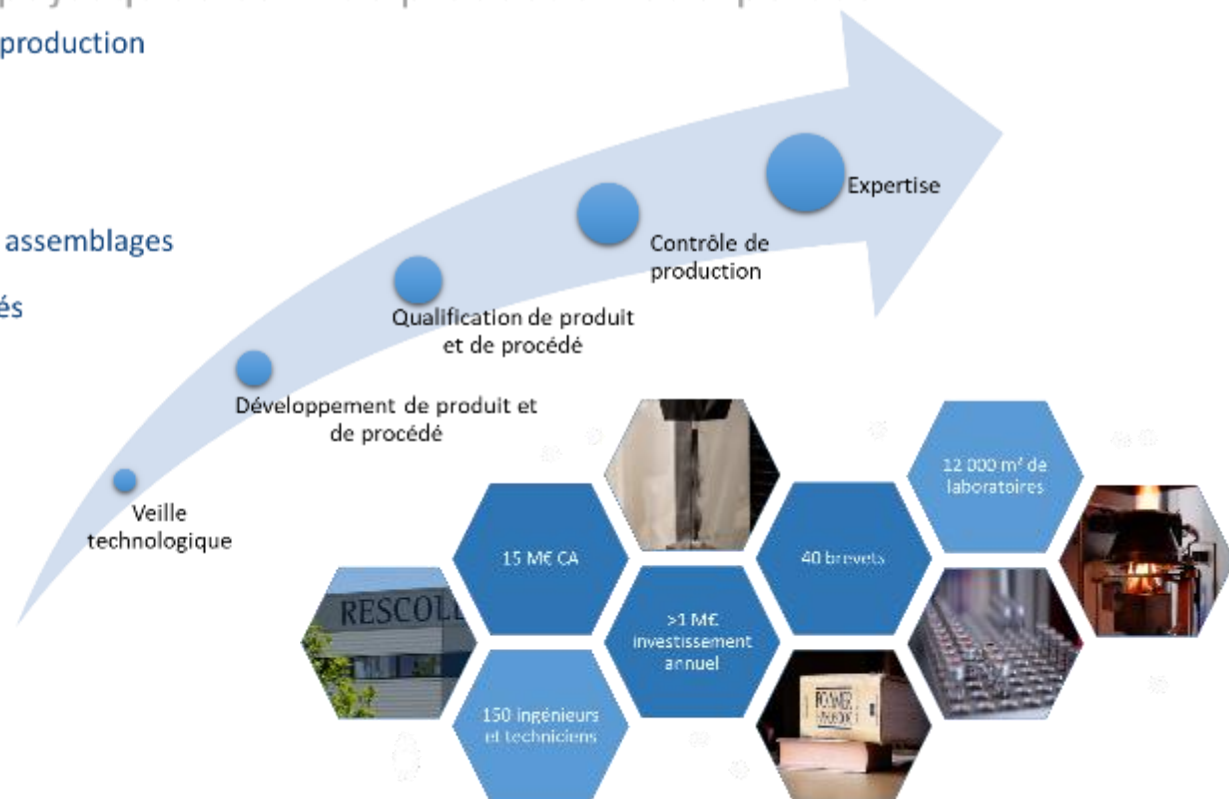 production
assemblages
és
Expertise
Contrôle de
production
Qualification de produit
et de procédé
Développement de produit et
de procédé
Veille
technologique
12 000 m² de
laboratoires
15 M€ CA
40 brevets
RESCOLL
>1 M€
investissement
annuel
150 ingénieurs
et techniciens